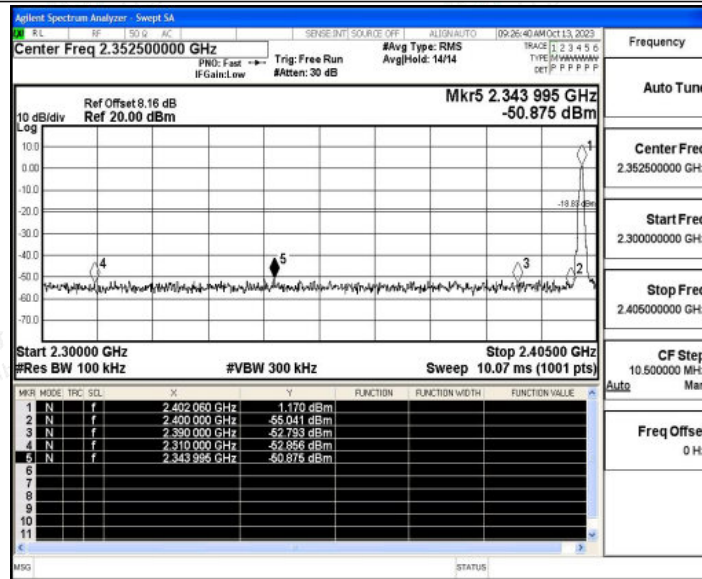 Agilent Spectrum Analyzer - Swept SA
RL RF 50 Ω AC SENSE:INT SOURCE OFF ALIGNAUTO 09:26:40 AM Oct 13, 2023
Center Freq 2.352500000 GHz #Avg Type: RMS TRACE 1 2 3 4 5 6
PNO: Fast Trig: Free Run Avg|Hold: 14/14 TYPE M
IFGain:Low #Atten: 30 dB DET P P P P P P
Ref Offset 8.16 dB Mkr5 2.343 995 GHz
10 dB/div Ref 20.00 dBm -50.875 dBm
Log
10.0
0.00
-10.0
-20.0
-30.0
-40.0
-50.0
-60.0
-70.0
1
2
3
4
5
Start 2.30000 GHz Stop 2.40500 GHz
#Res BW 100 kHz #VBW 300 kHz Sweep 10.07 ms (1001 pts)
MKR MODE TRC SCL X Y FUNCTION FUNCTION WIDTH FUNCTION VALUE
1 N f 2.402 060 GHz 1.170 dBm
2 N f 2.400 000 GHz -55.041 dBm
3 N f 2.390 000 GHz -52.793 dBm
4 N f 2.310 000 GHz -52.856 dBm
5 N f 2.343 995 GHz -50.875 dBm
6
7
8
9
10
11
MSG STATUS
Frequency
Auto Tune
Center Freq
2.352500000 GHz
Start Freq
2.300000000 GHz
Stop Freq
2.405000000 GHz
CF Step
10.500000 MHz
Auto Man
Freq Offset
0 Hz